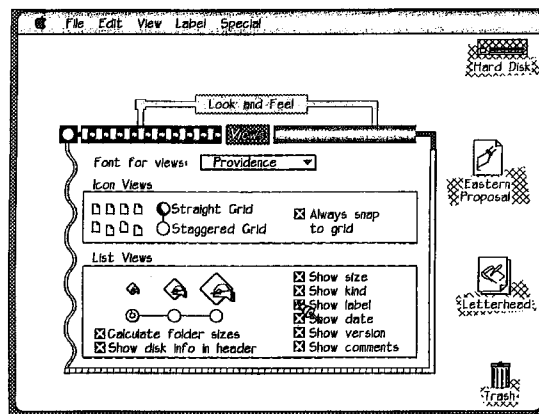 File Edit View Label Special
Hard Disk
Look and Feel
Views
Font for views: Providence
Icon Views
Straight Grid
Staggered Grid
Always snap
to grid
Eastern
Proposal
List Views
Show size
Show kind
Show label
Show date
Show version
Show comments
Calculate folder sizes
Show disk info in header
Letterhead
Trash